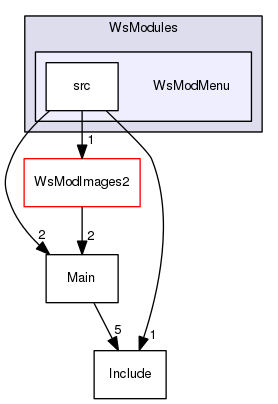 WsModules
src
WsModMenu
1
WsModImages2
2
2
Main
5
1
Include